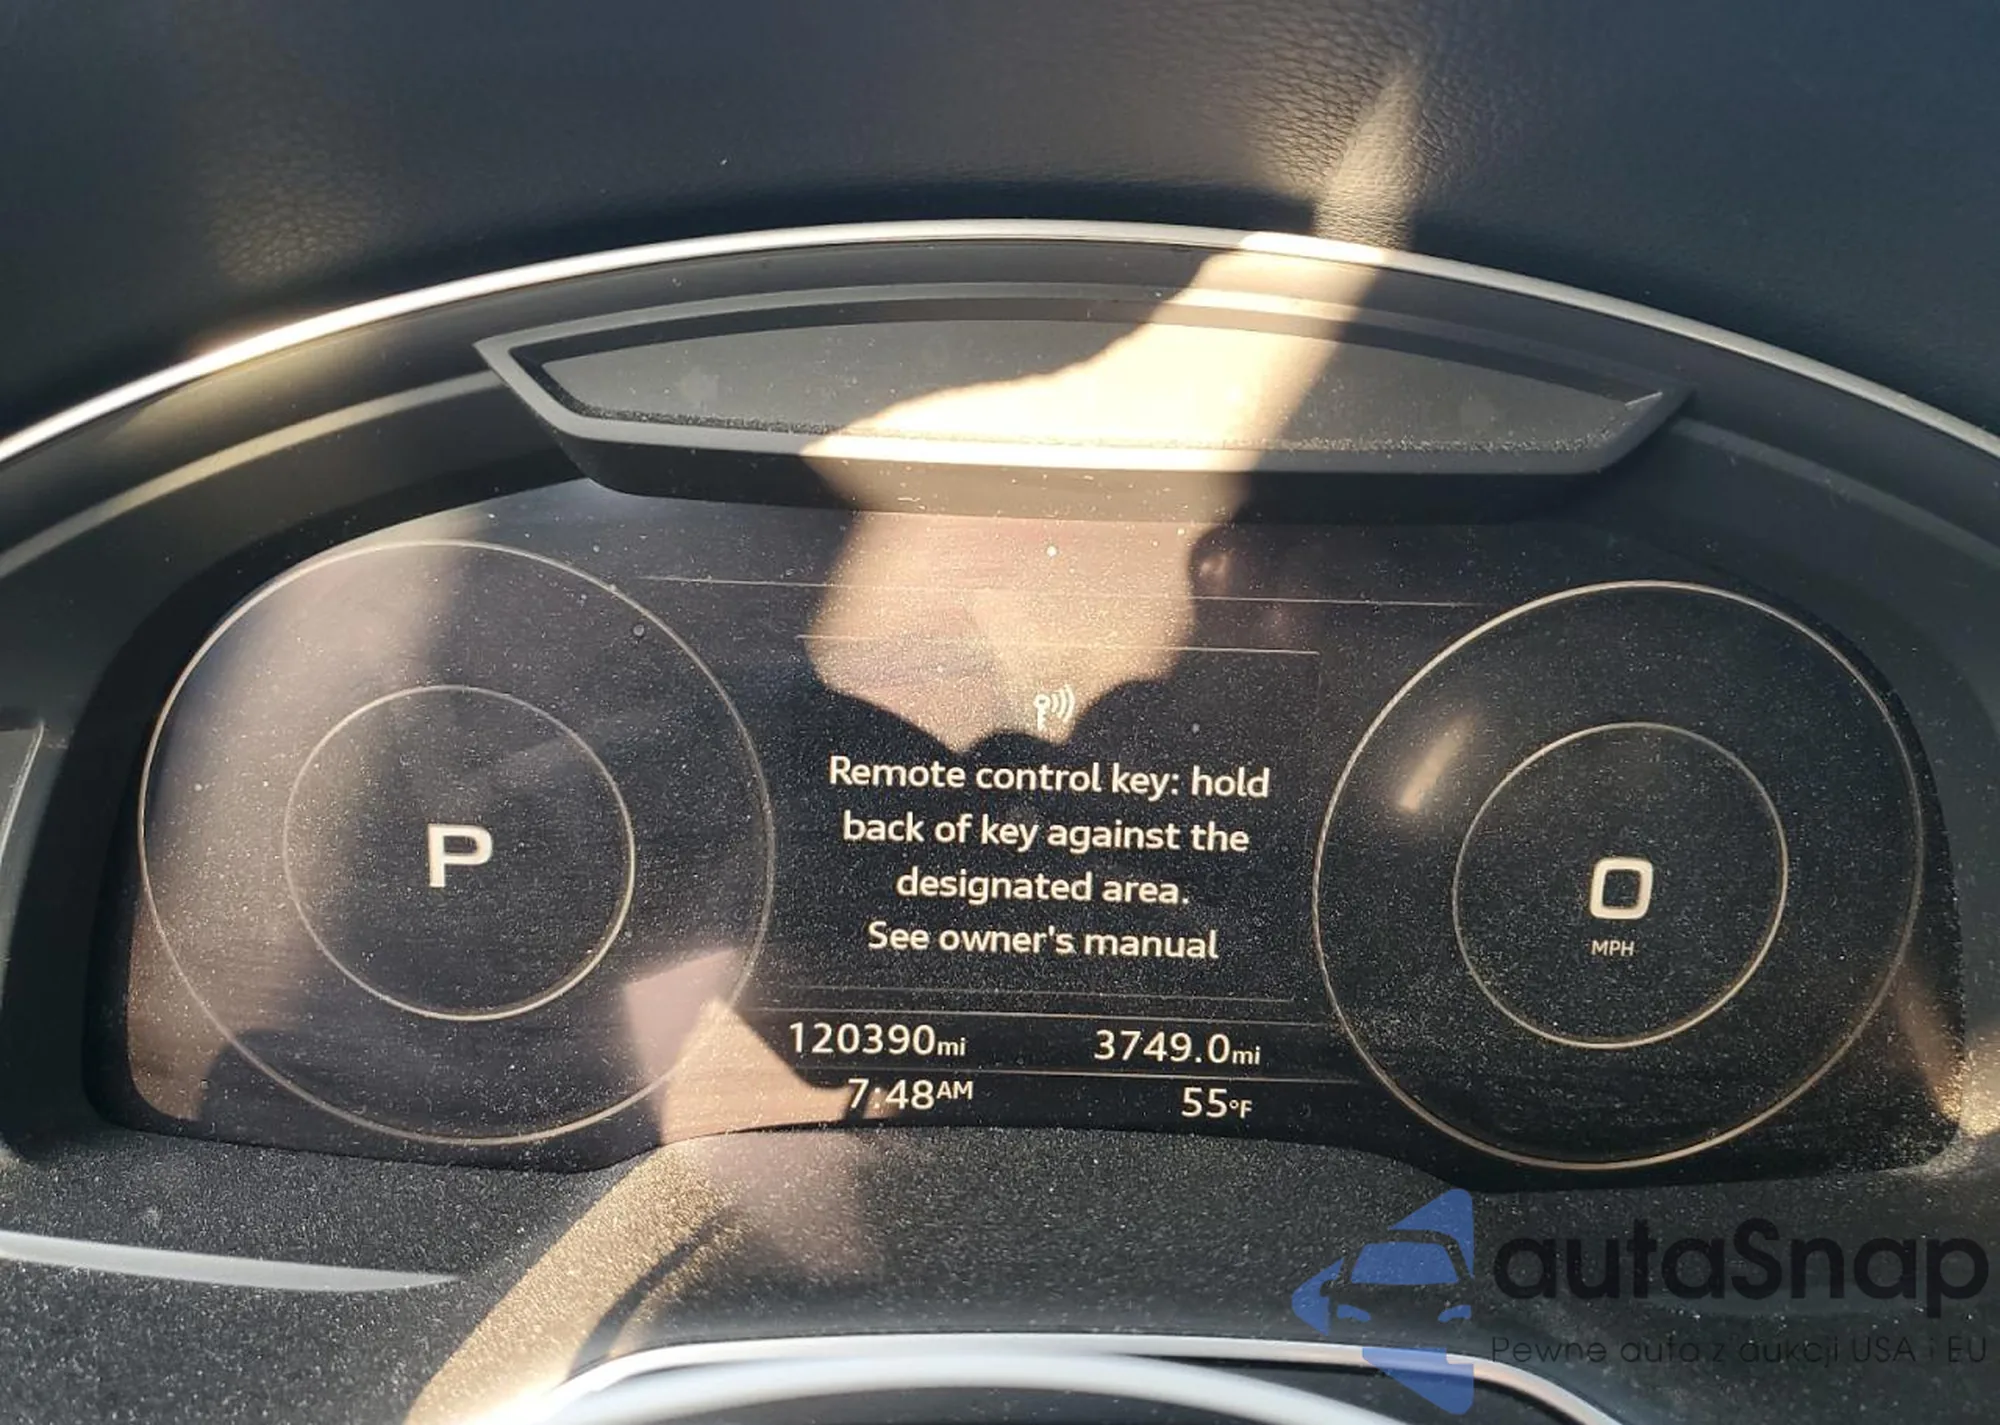 Remote control key: hold
back of key against the
designated area.
See owner's manual
P
0
MPH
120390mi 3749.0mi
7:48AM 55°F
autaSnap
Pewne auta z aukcji USA i EU